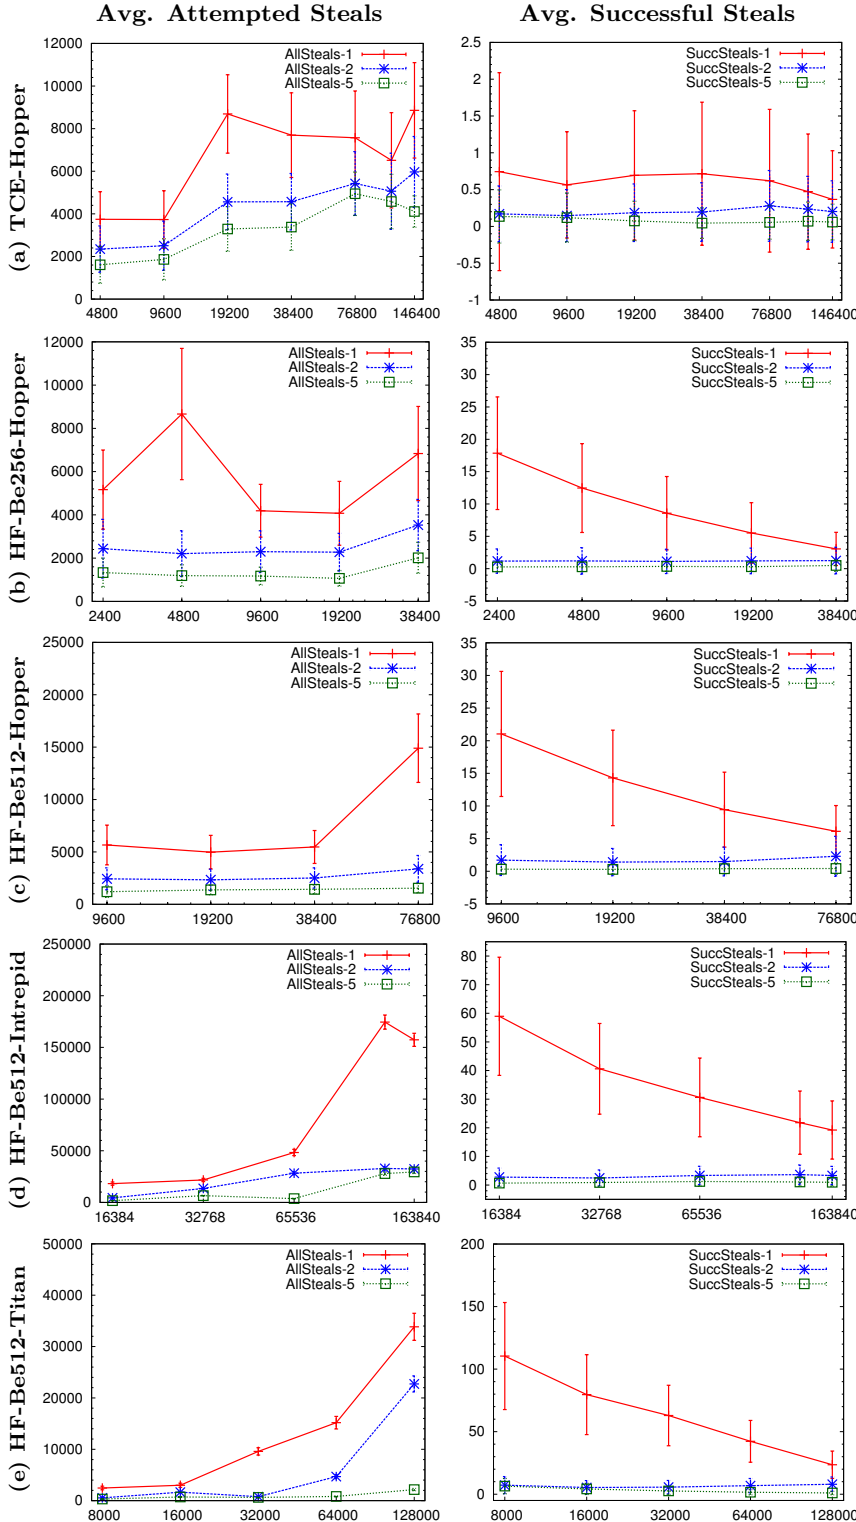 Avg. Attempted Steals
Avg. Successful Steals
(a) TCE-Hopper
12000
10000
8000
6000
4000
2000
0
AllSteals-1
AllSteals-2
AllSteals-5
4800 9600 19200 38400 76800 146400
2.5
2
1.5
1
0.5
0
-0.5
-1
SuccSteals-1
SuccSteals-2
SuccSteals-5
4800 9600 19200 38400 76800 146400
(b) HF-Be256-Hopper
12000
10000
8000
6000
4000
2000
0
AllSteals-1
AllSteals-2
AllSteals-5
2400 4800 9600 19200 38400
35
30
25
20
15
10
5
0
-5
SuccSteals-1
SuccSteals-2
SuccSteals-5
2400 4800 9600 19200 38400
(c) HF-Be512-Hopper
25000
20000
15000
10000
5000
0
AllSteals-1
AllSteals-2
AllSteals-5
9600 19200 38400 76800
35
30
25
20
15
10
5
0
-5
SuccSteals-1
SuccSteals-2
SuccSteals-5
9600 19200 38400 76800
(d) HF-Be512-Intrepid
250000
200000
150000
100000
50000
0
AllSteals-1
AllSteals-2
AllSteals-5
16384 32768 65536 163840
80
70
60
50
40
30
20
10
0
SuccSteals-1
SuccSteals-2
SuccSteals-5
16384 32768 65536 163840
(e) HF-Be512-Titan
50000
40000
30000
20000
10000
0
AllSteals-1
AllSteals-2
AllSteals-5
8000 16000 32000 64000 128000
200
150
100
50
0
SuccSteals-1
SuccSteals-2
SuccSteals-5
8000 16000 32000 64000 128000